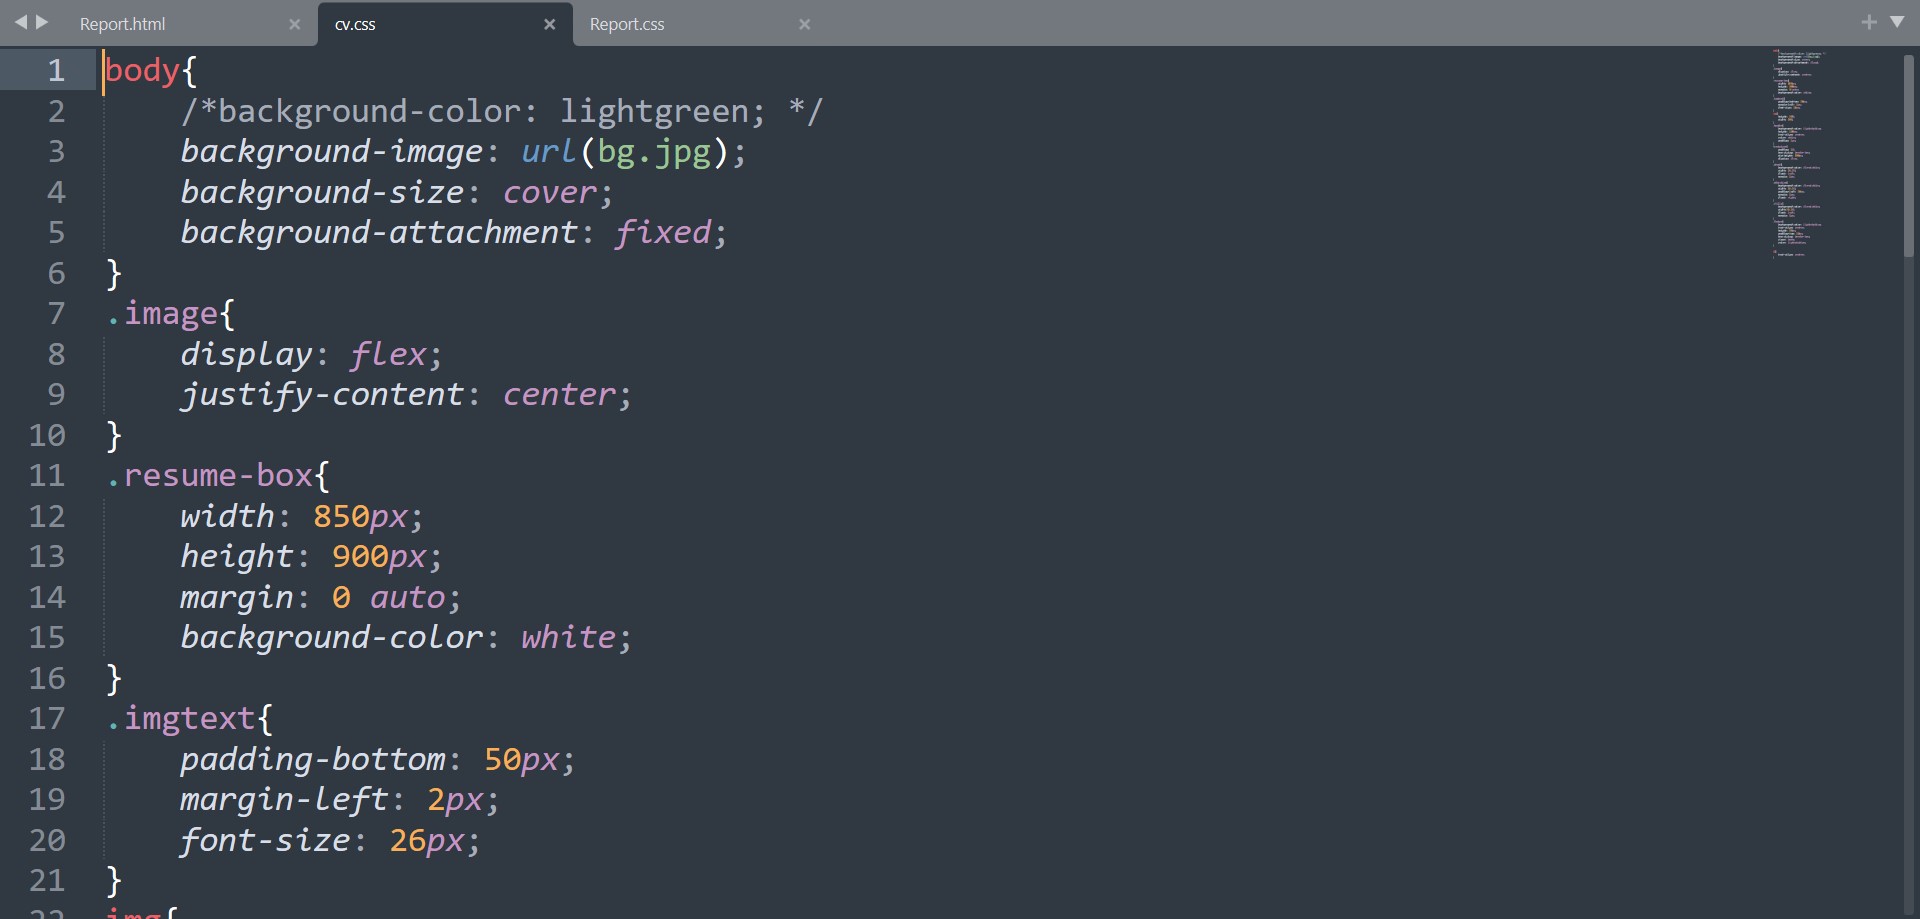 Report.html × cv.css × Report.css ×
1 body{
2 /*background-color: lightgreen; */
3 background-image: url(bg.jpg);
4 background-size: cover;
5 background-attachment: fixed;
6 }
7 .image{
8 display: flex;
9 justify-content: center;
10 }
11 .resume-box{
12 width: 850px;
13 height: 900px;
14 margin: 0 auto;
15 background-color: white;
16 }
17 .imgtext{
18 padding-bottom: 50px;
19 margin-left: 2px;
20 font-size: 26px;
21 }
22 img{